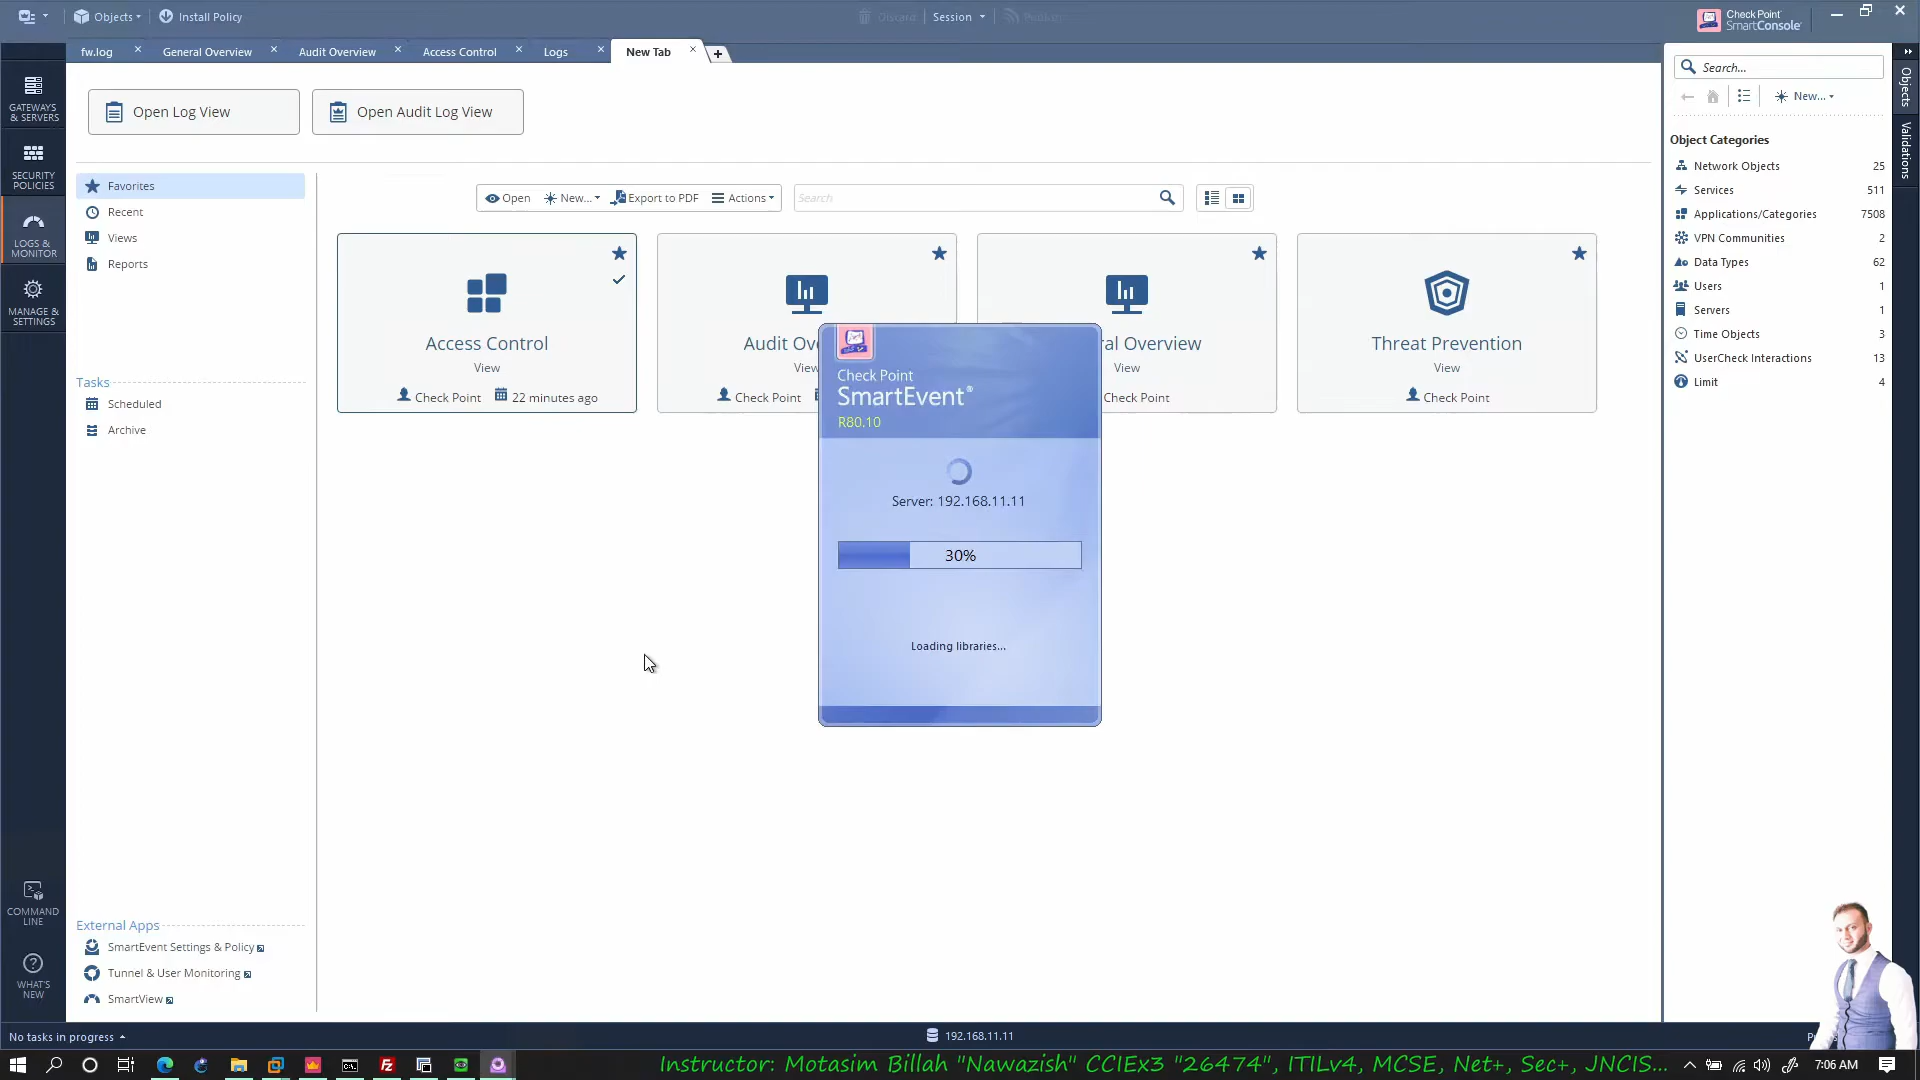 Objects
Install Policy
Discard
Session
Check Point
SmartConsole
fw.log
General Overview
Audit Overview
Access Control
Logs
New Tab
GATEWAYS
& SERVERS
SECURITY
POLICIES
LOGS &
MONITOR
MANAGE &
SETTINGS
COMMAND
LINE
WHAT'S
NEW
Open Log View
Open Audit Log View
Favorites
Recent
Views
Reports
Tasks
Scheduled
Archive
External Apps
SmartEvent Settings & Policy
Tunnel & User Monitoring
SmartView
Open
New...
Export to PDF
Actions
Search
Access Control
View
Check Point
22 minutes ago
Audit Ov
View
Check Point
al Overview
View
Check Point
Threat Prevention
View
Check Point
Check Point
SmartEvent®
R80.10
Server: 192.168.11.11
30%
Loading libraries...
Search...
New...
Object Categories
Network Objects 25
Services 511
Applications/Categories 7508
VPN Communities 2
Data Types 62
Users 1
Servers 1
Time Objects 3
UserCheck Interactions 13
Limit 4
Objects
Validations
No tasks in progress
192.168.11.11
Instructor: Motasim Billah "Nawazish" CCIEx3 "26474", ITILv4, MCSE, Net+, Sec+, JNCIS...
7:06 AM